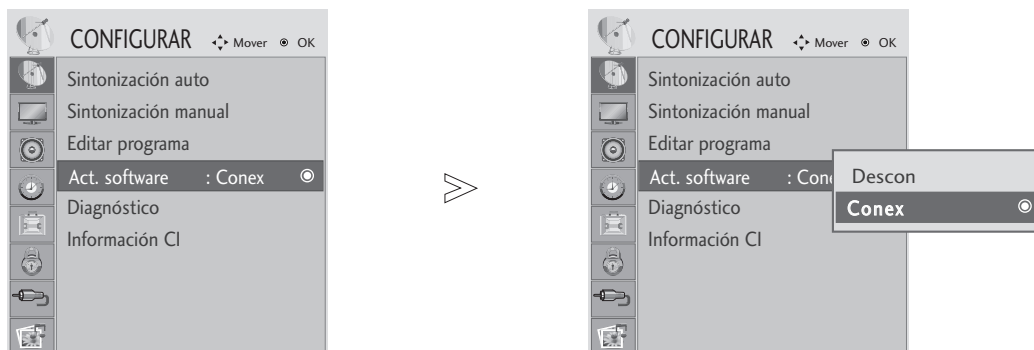 CONFIGURAR Mover OK
Sintonización auto
Sintonización manual
Editar programa
Act. software : Conex
Diagnóstico
Información CI
CONFIGURAR Mover OK
Sintonización auto
Sintonización manual
Editar programa
Act. software : Con
Diagnóstico
Información CI
Descon
Conex